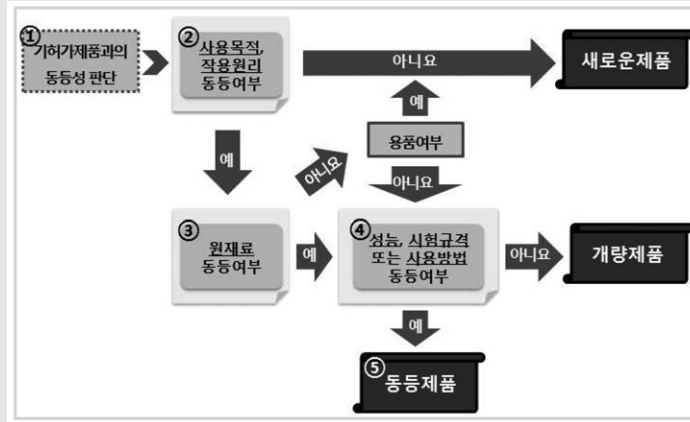 ①
기허가제품과의
동등성 판단
②
사용목적,
작용원리
동등여부
아니요
새로운제품
예
용품여부
예
아니요
아니요
③
원재료
동등여부
예
④
성능, 시험규격
또는 사용방법
동등여부
아니요
개량제품
예
⑤
동등제품